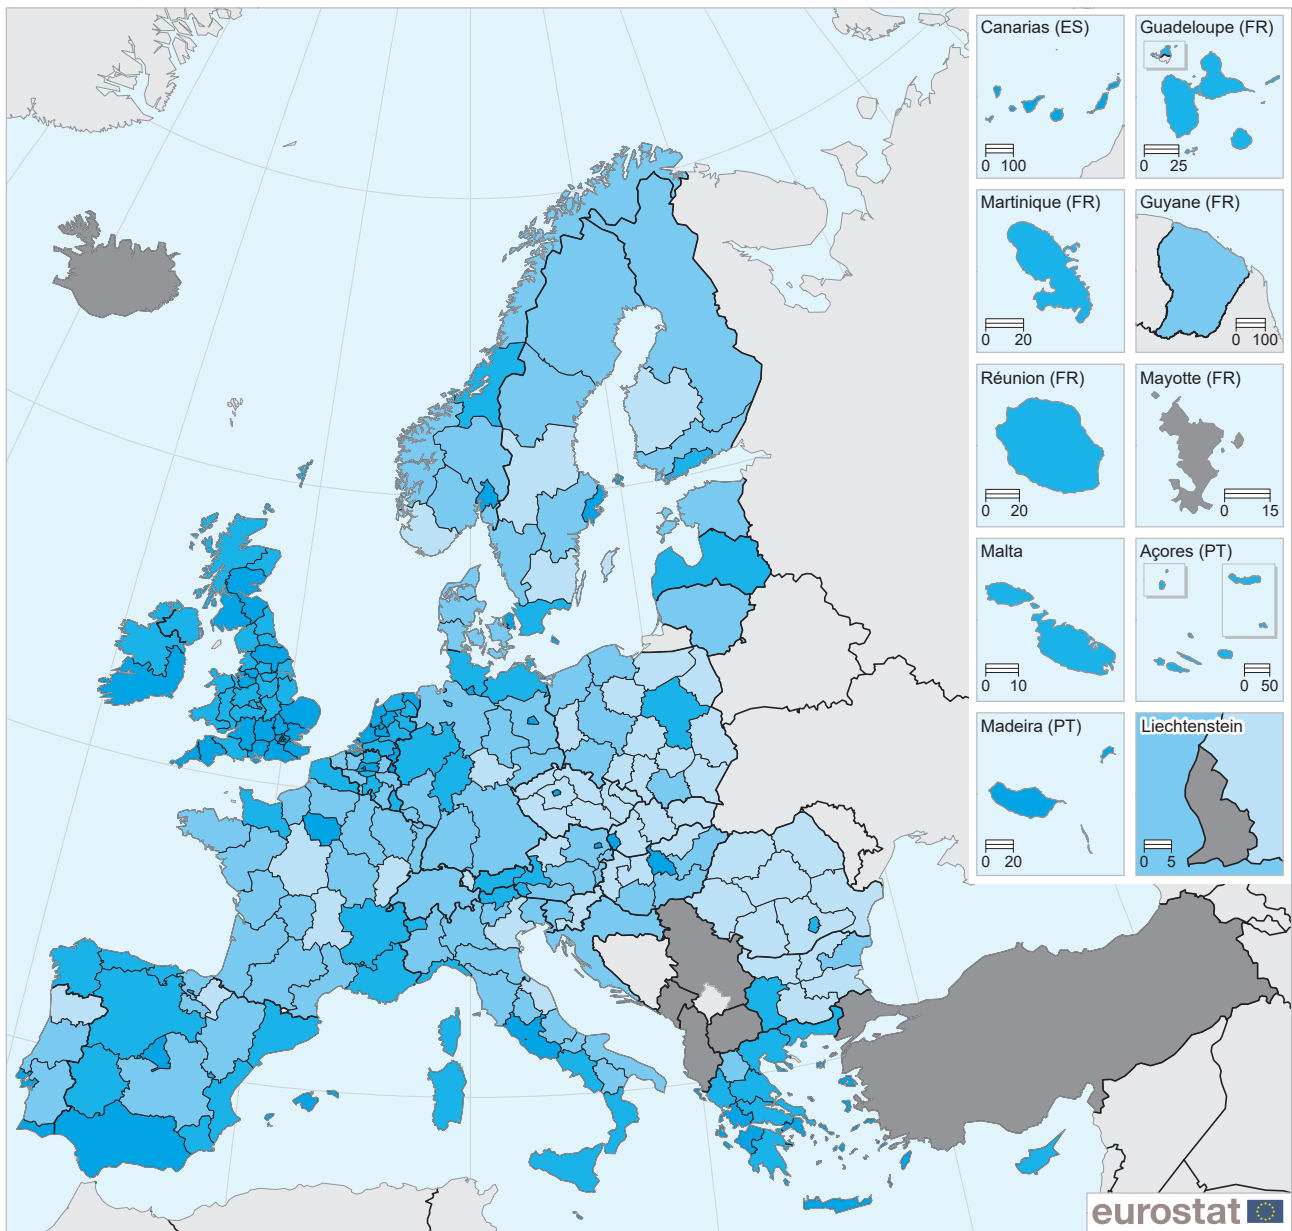 Canarias (ES)
0 100
Guadeloupe (FR)
0 25
Martinique (FR)
0 20
Guyane (FR)
0 100
Réunion (FR)
0 20
Mayotte (FR)
0 15
Malta
0 10
Açores (PT)
0 50
Madeira (PT)
0 20
Liechtenstein
0 5
eurostat